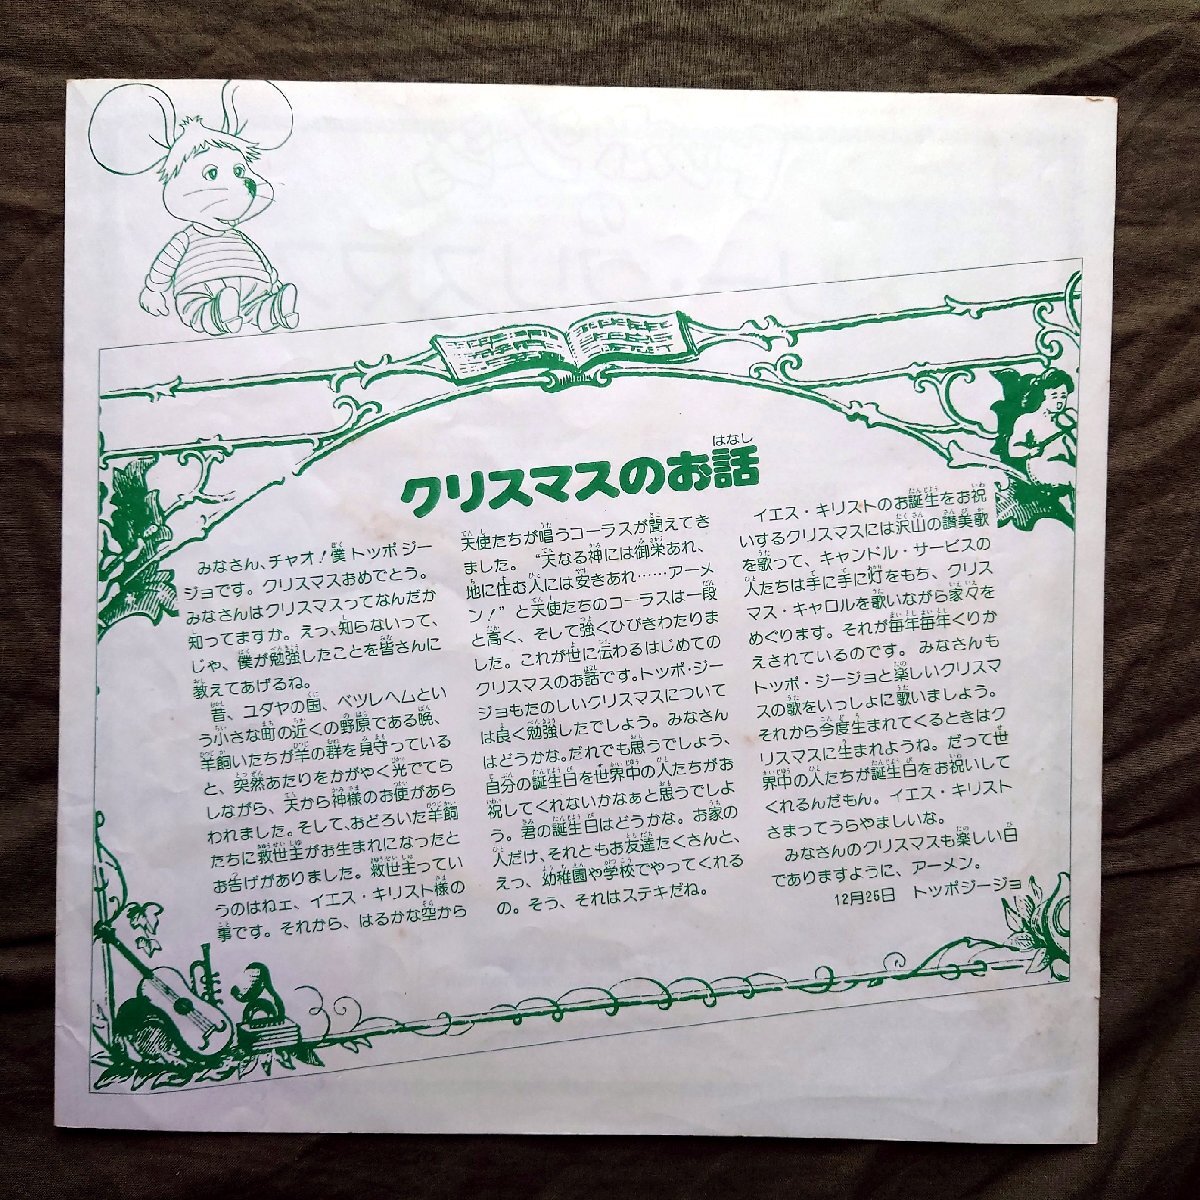 クリスマスのお話
はなし
みなさん、チャオ!僕トッポジー
ジョです。クリスマスおめでとう。
みなさんはクリスマスってなんだか
知ってますか。えっ、知らないって、
じゃ、僕が勉強したことを皆さんに
教えてあげるね。
昔、ユダヤの国、ベツレヘムとい
う小さな町の近くの野原である晩、
羊飼いたちが羊の群を見守っている
と、突然あたりをかがやく光でてら
しながら、天から神様のお使があら
われました。そして、おどろいた羊飼
たちに救世主がお生まれになったと
お告げがありました。救世主ってい
うのはねェ、イエス・キリスト様の
事です。それから、はるかな空から
天使たちが唱うコーラスが聞えてき
ました。“天なる神には御栄あれ、
地に住む人には安きあれ……アーメ
ン!”と天使たちのコーラスは一段
と高く、そして強くひびきわたりま
した。これが世に伝わるはじめての
クリスマスのお話です。トッポ・ジー
ジョもたのしいクリスマスについて
は良く勉強したでしょう。みなさん
はどうかな。だれでも思うでしょう、
自分の誕生日を世界中の人たちがお
祝してくれないかなぁと思うでしょ
う。君の誕生日はどうかな。お家の
人だけ、それともお友達たくさんと、
えっ、幼稚園や学校でやってくれる
の。そう、それはステキだね。
イエス・キリストのお誕生をお祝
いするクリスマスには沢山の讃美歌
を歌って、キャンドル・サービスの
人たちは手に手に灯をもち、クリス
マス・キャロルを歌いながら家々を
めぐります。それが毎年毎年くりか
えされているのです。みなさんも
トッポ・ジージョと楽しいクリスマ
スの歌をいっしょに歌いましょう。
それから今度生まれてくるときはク
リスマスに生まれようね。だって世
界中の人たちが誕生日をお祝いして
くれるんだもん。イエス・キリスト
さまってうらやましいな。
みなさんのクリスマスも楽しい日
でありますように、アーメン。
12月25日　トッポジージョ